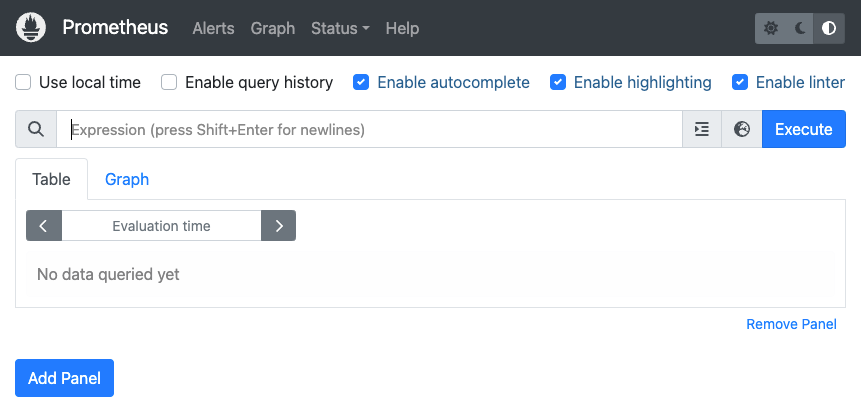 Prometheus Alerts Graph Status Help
Use local time Enable query history Enable autocomplete Enable highlighting Enable linter
Expression (press Shift+Enter for newlines) Execute
Table Graph
Evaluation time
No data queried yet
Remove Panel
Add Panel